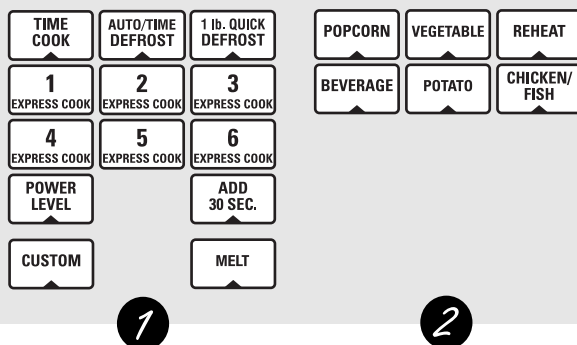 TIME
COOK
AUTO/TIME
DEFROST
1 lb. QUICK
DEFROST
1
EXPRESS COOK
2
EXPRESS COOK
3
EXPRESS COOK
4
EXPRESS COOK
5
EXPRESS COOK
6
EXPRESS COOK
POWER
LEVEL
ADD
30 SEC.
CUSTOM
MELT
1
POPCORN
VEGETABLE
REHEAT
BEVERAGE
POTATO
CHICKEN/
FISH
2